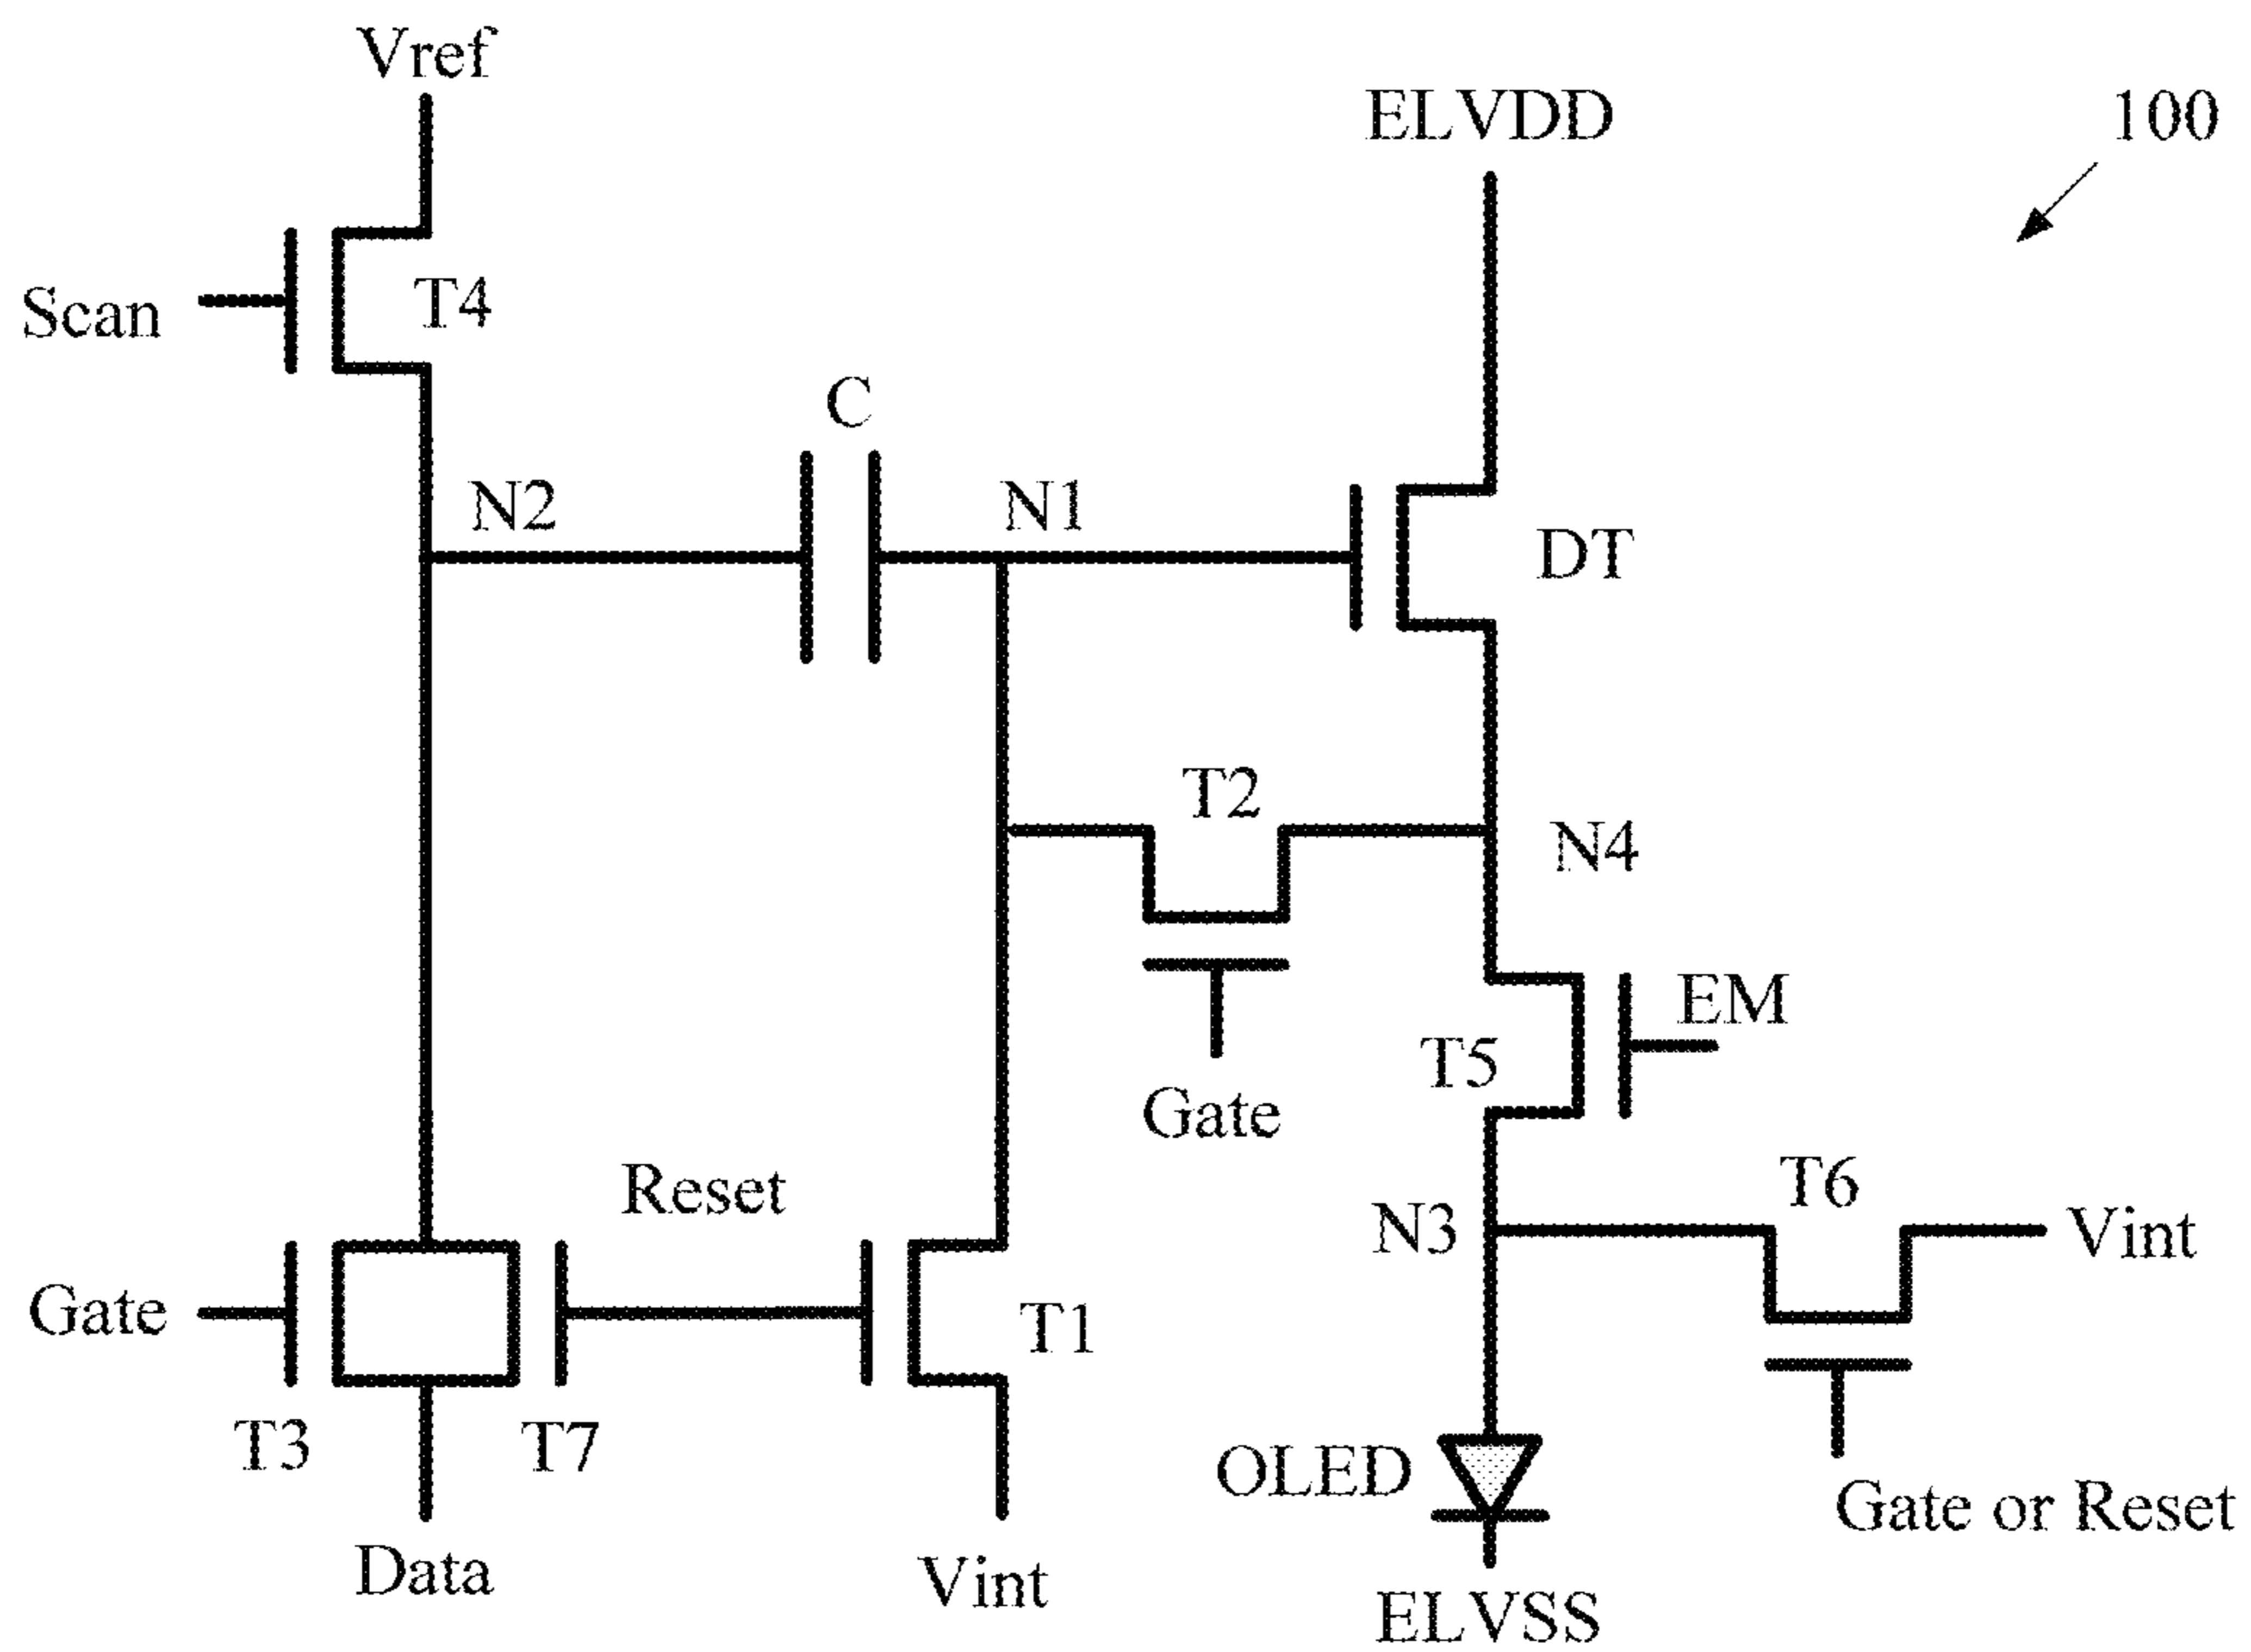 Vref
ELVDD
100
Scan
T4
C
N2
N1
DT
T2
N4
EM
T5
Gate
Reset
T6
N3
Vint
Gate
T1
T3
T7
OLED
Gate or Reset
Data
Vint
ELVSS